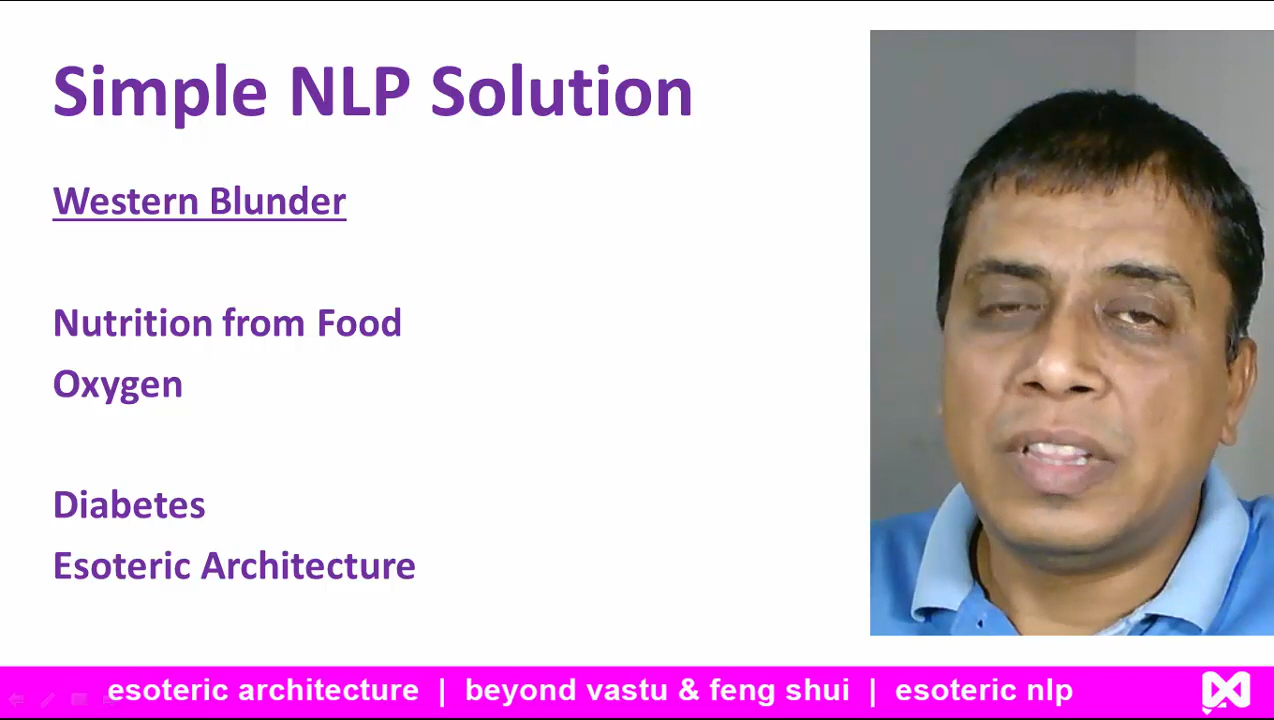 Simple NLP Solution
Western Blunder
Nutrition from Food
Oxygen
Diabetes
Esoteric Architecture
esoteric architecture | beyond vastu & feng shui | esoteric nlp